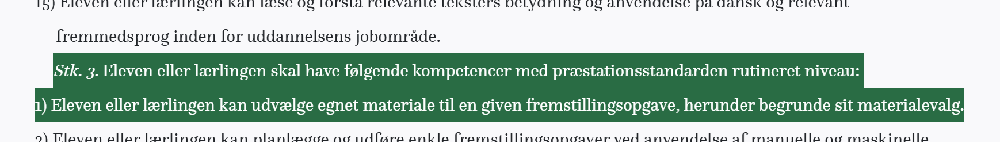 15) Eleven eller lærlingen kan læse og forstå relevante teksters betydning og anvendelse på dansk og relevant
fremmedsprog inden for uddannelsens jobområde.
Stk. 3. Eleven eller lærlingen skal have følgende kompetencer med præstationsstandarden rutineret niveau:
1) Eleven eller lærlingen kan udvælge egnet materiale til en given fremstillingsopgave, herunder begrunde sit materialevalg.
2) Eleven eller lærlingen kan planlægge og udføre enkle fremstillingsopgaver ved anvendelse af manuelle og maskinelle